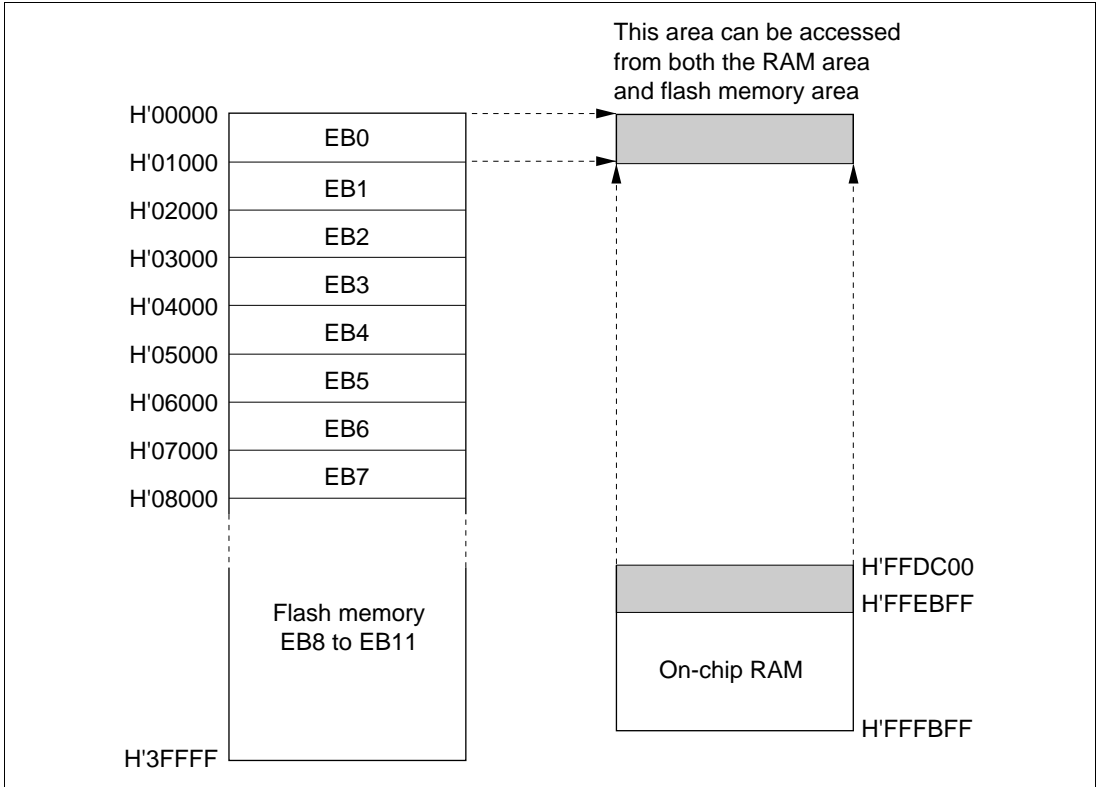 This area can be accessed
from both the RAM area
and flash memory area
H'00000
EB0
H'01000
EB1
H'02000
EB2
H'03000
EB3
H'04000
EB4
H'05000
EB5
H'06000
EB6
H'07000
EB7
H'08000
Flash memory
EB8 to EB11
H'3FFFF
H'FFDC00
H'FFEBFF
On-chip RAM
H'FFFBFF